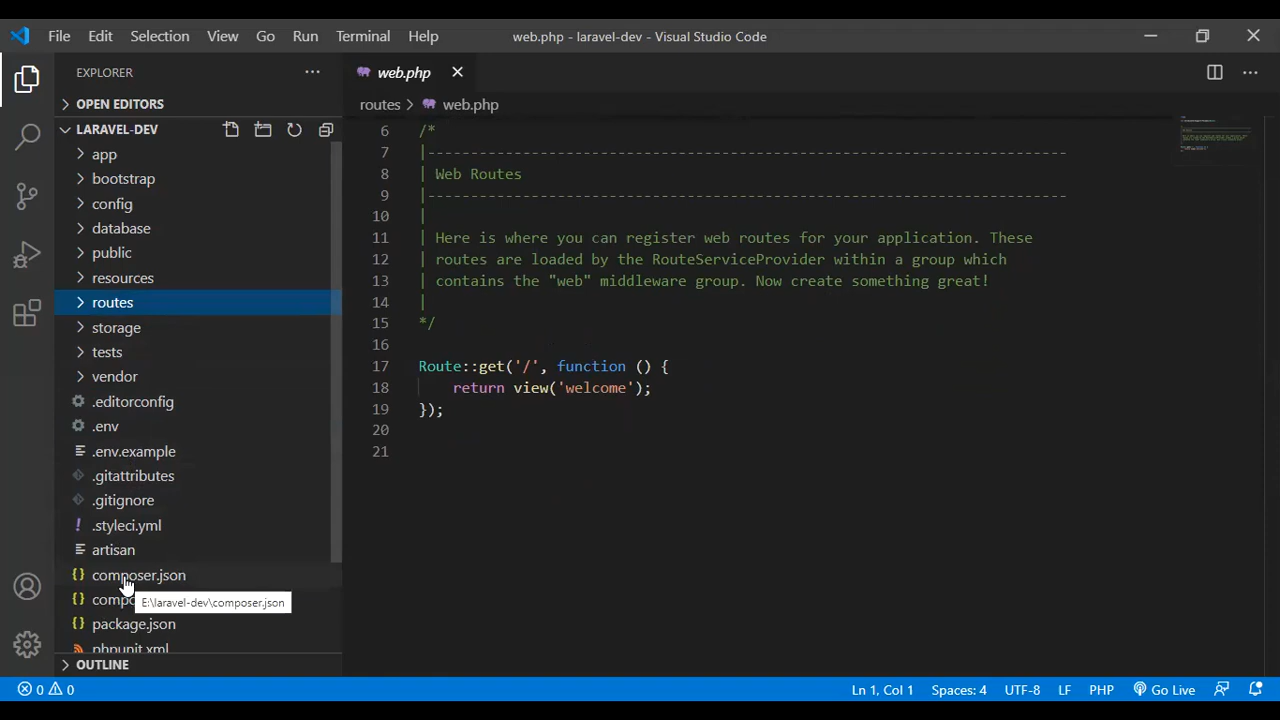 File Edit Selection View Go Run Terminal Help web.php - laravel-dev - Visual Studio Code
EXPLORER
OPEN EDITORS
LARAVEL-DEV
app
bootstrap
config
database
public
resources
routes
storage
tests
vendor
.editorconfig
.env
.env.example
.gitattributes
.gitignore
.styleci.yml
artisan
composer.json
compo
E:\laravel-dev\composer.json
package.json
phpunit.xml
OUTLINE
web.php
routes > web.php
6 /*
7 |--------------------------------------------------------------------------
8 | Web Routes
9 |--------------------------------------------------------------------------
10 |
11 | Here is where you can register web routes for your application. These
12 | routes are loaded by the RouteServiceProvider within a group which
13 | contains the "web" middleware group. Now create something great!
14 |
15 */
16
17 Route::get('/', function () {
18 return view('welcome');
19 });
20
21
0 0 Ln 1, Col 1 Spaces: 4 UTF-8 LF PHP Go Live